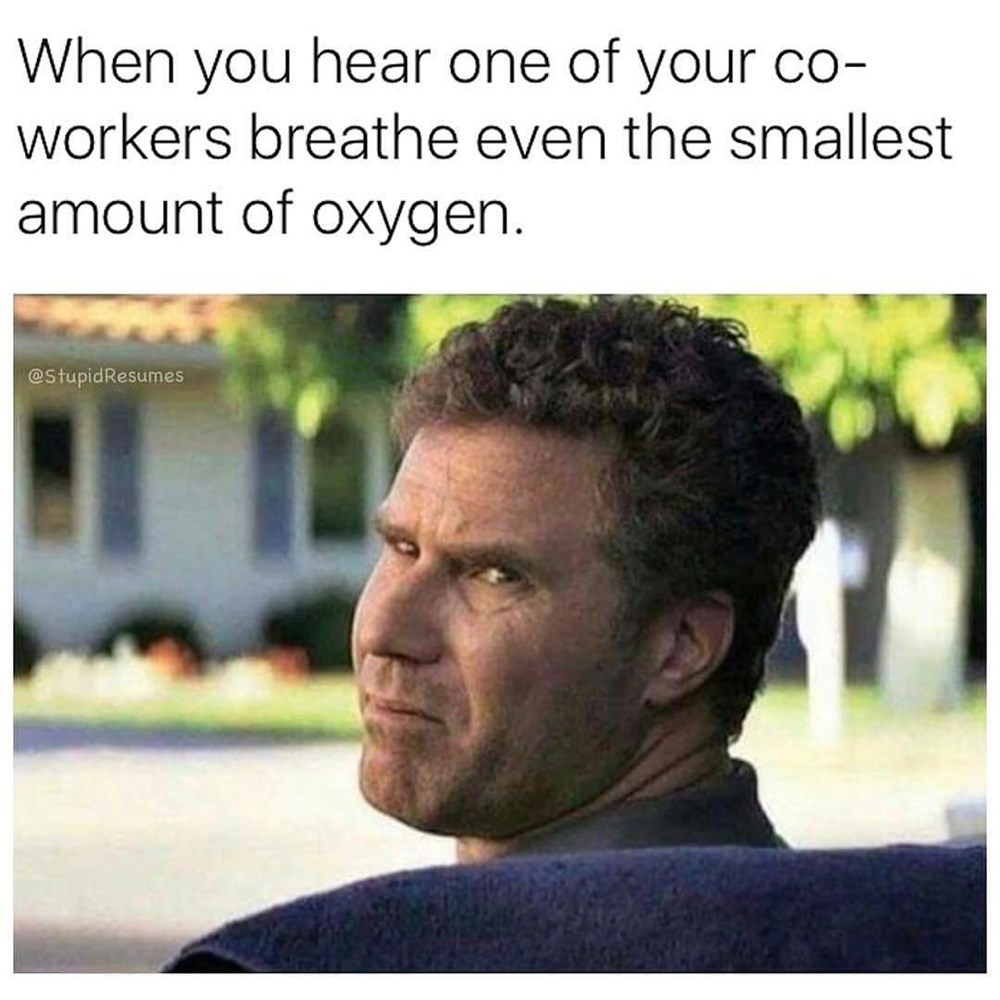 When you hear one of your co-
workers breathe even the smallest
amount of oxygen.
@StupidResumes